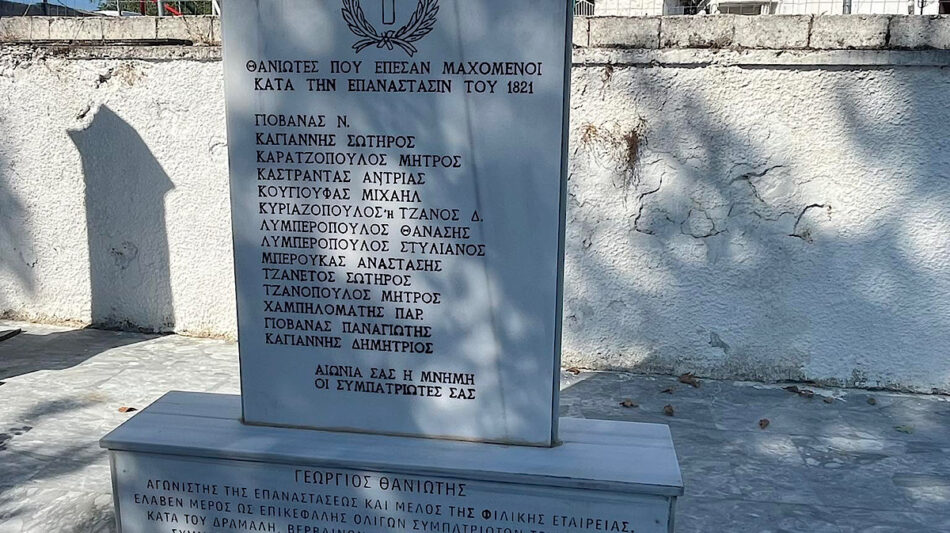 ΘΑΝΙΩΤΕΣ ΠΟΥ ΕΠΕΣΑΝ ΜΑΧΟΜΕΝΟΙ
ΚΑΤΑ ΤΗΝ ΕΠΑΝΑΣΤΑΣΙΝ ΤΟΥ 1821
ΓΙΟΒΑΝΑΣ Ν.
ΚΑΓΙΑΝΝΗΣ ΣΩΤΗΡΟΣ
ΚΑΡΑΤΖΟΠΟΥΛΟΣ ΜΗΤΡΟΣ
ΚΑΣΤΡΑΝΤΑΣ ΑΝΤΡΙΑΣ
ΚΟΥΓΙΟΥΦΑΣ ΜΙΧΑΗΛ
ΚΥΡΙΑΖΟΠΟΥΛΟΣ Ή ΤΖΑΝΟΣ Δ.
ΛΥΜΠΕΡΟΠΟΥΛΟΣ ΘΑΝΑΣΗΣ
ΛΥΜΠΕΡΟΠΟΥΛΟΣ ΣΤΥΛΙΑΝΟΣ
ΜΠΕΡΟΥΚΑΣ ΑΝΑΣΤΑΣΗΣ
ΤΖΑΝΕΤΟΣ ΣΩΤΗΡΟΣ
ΤΖΑΝΟΠΟΥΛΟΣ ΜΗΤΡΟΣ
ΧΑΜΠΗΛΟΜΑΤΗΣ ΠΑΡ.
ΓΙΟΒΑΝΑΣ ΠΑΝΑΓΙΩΤΗΣ
ΚΑΓΙΑΝΝΗΣ ΔΗΜΗΤΡΙΟΣ
ΑΙΩΝΙΑ ΣΑΣ Η ΜΝΗΜΗ
ΟΙ ΣΥΜΠΑΤΡΙΩΤΕΣ ΣΑΣ
ΓΕΩΡΓΙΟΣ ΘΑΝΙΩΤΗΣ
ΑΓΩΝΙΣΤΗΣ ΤΗΣ ΕΠΑΝΑΣΤΑΣΕΩΣ ΚΑΙ ΜΕΛΟΣ ΤΗΣ ΦΙΛΙΚΗΣ ΕΤΑΙΡΕΙΑΣ,
ΕΛΑΒΕΝ ΜΕΡΟΣ ΩΣ ΕΠΙΚΕΦΑΛΗΣ ΟΛΙΓΩΝ ΣΥΜΠΑΤΡΙΩΤΩΝ
ΚΑΤΑ ΤΟΥ ΔΡΑΜΑΛΗ,